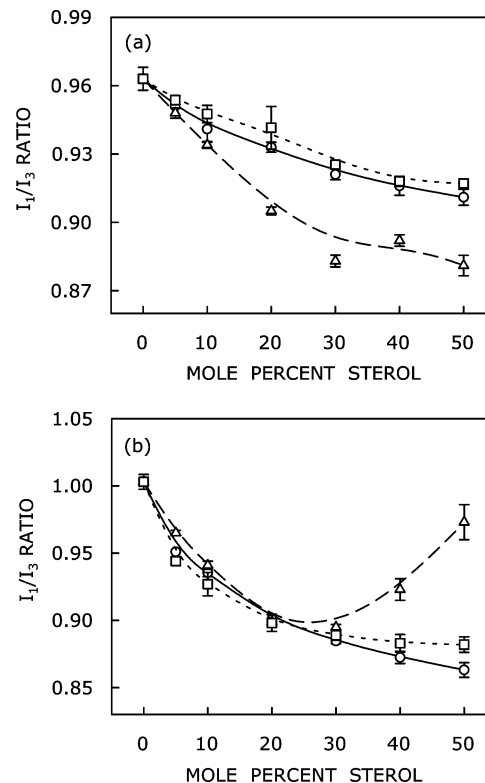 (a)
I₁/I₃ RATIO
0.99
0.96
0.93
0.90
0.87
0 10 20 30 40 50
MOLE PERCENT STEROL
(b)
I₁/I₃ RATIO
1.05
1.00
0.95
0.90
0.85
0 10 20 30 40 50
MOLE PERCENT STEROL